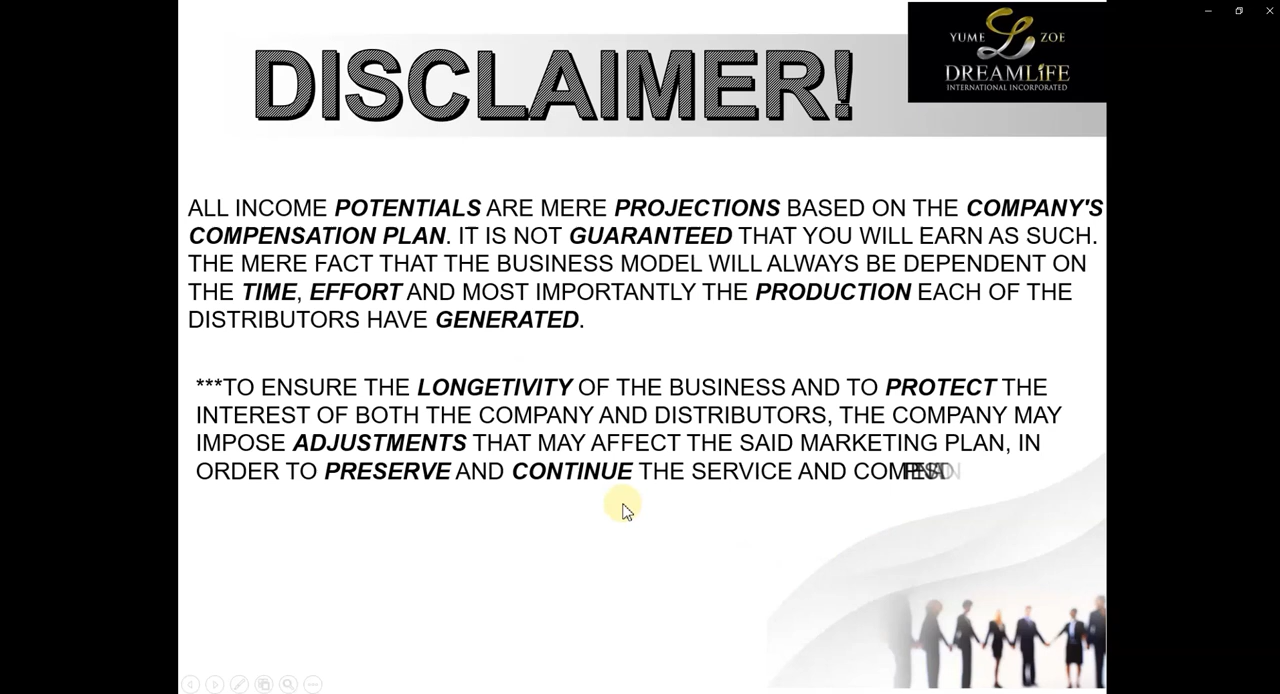 YUME ZOE
DREAMLiFE
INTERNATIONAL INCORPORATED
DISCLAIMER!
ALL INCOME POTENTIALS ARE MERE PROJECTIONS BASED ON THE COMPANY'S
COMPENSATION PLAN. IT IS NOT GUARANTEED THAT YOU WILL EARN AS SUCH.
THE MERE FACT THAT THE BUSINESS MODEL WILL ALWAYS BE DEPENDENT ON
THE TIME, EFFORT AND MOST IMPORTANTLY THE PRODUCTION EACH OF THE
DISTRIBUTORS HAVE GENERATED.
***TO ENSURE THE LONGETIVITY OF THE BUSINESS AND TO PROTECT THE
INTEREST OF BOTH THE COMPANY AND DISTRIBUTORS, THE COMPANY MAY
IMPOSE ADJUSTMENTS THAT MAY AFFECT THE SAID MARKETING PLAN, IN
ORDER TO PRESERVE AND CONTINUE THE SERVICE AND